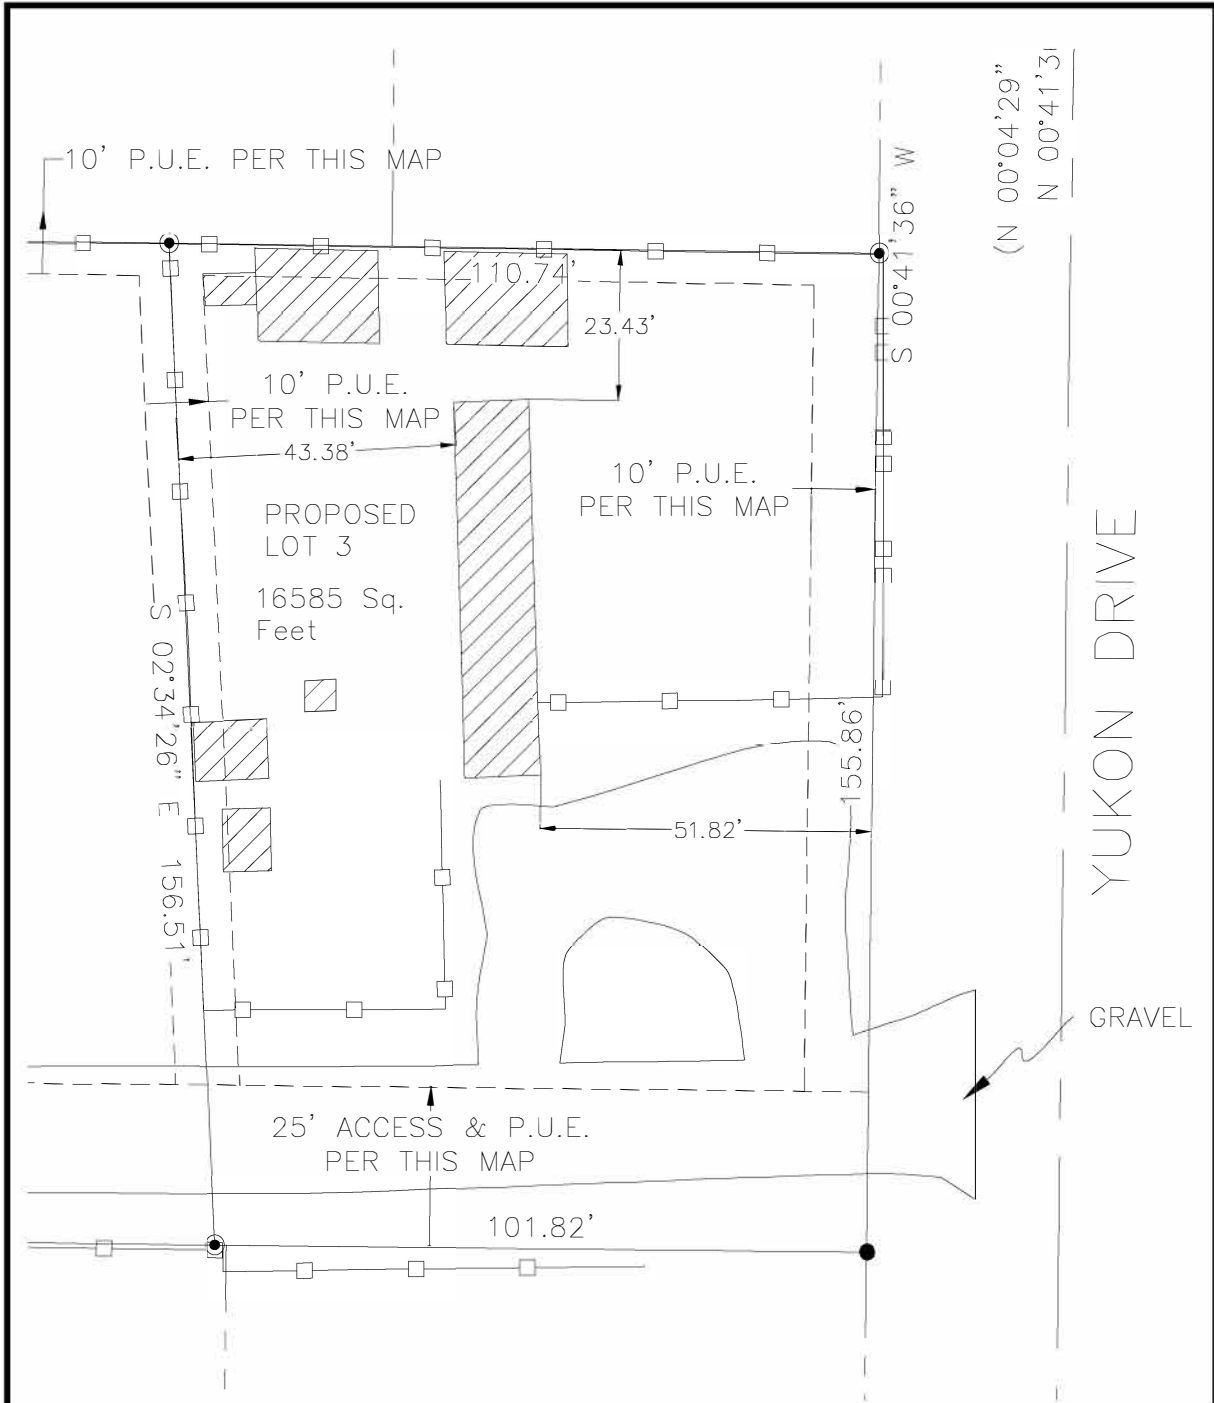 (N 00°04'29"
N 00°41'3
10' P.U.E. PER THIS MAP
S 00°41'36" W
110.74'
23.43'
10' P.U.E.
PER THIS MAP
43.38'
10' P.U.E.
PER THIS MAP
PROPOSED
LOT 3
16585 Sq.
Feet
S 02°34'26" E 156.51'
YUKON DRIVE
155.86'
51.82'
GRAVEL
25' ACCESS & P.U.E.
PER THIS MAP
101.82'